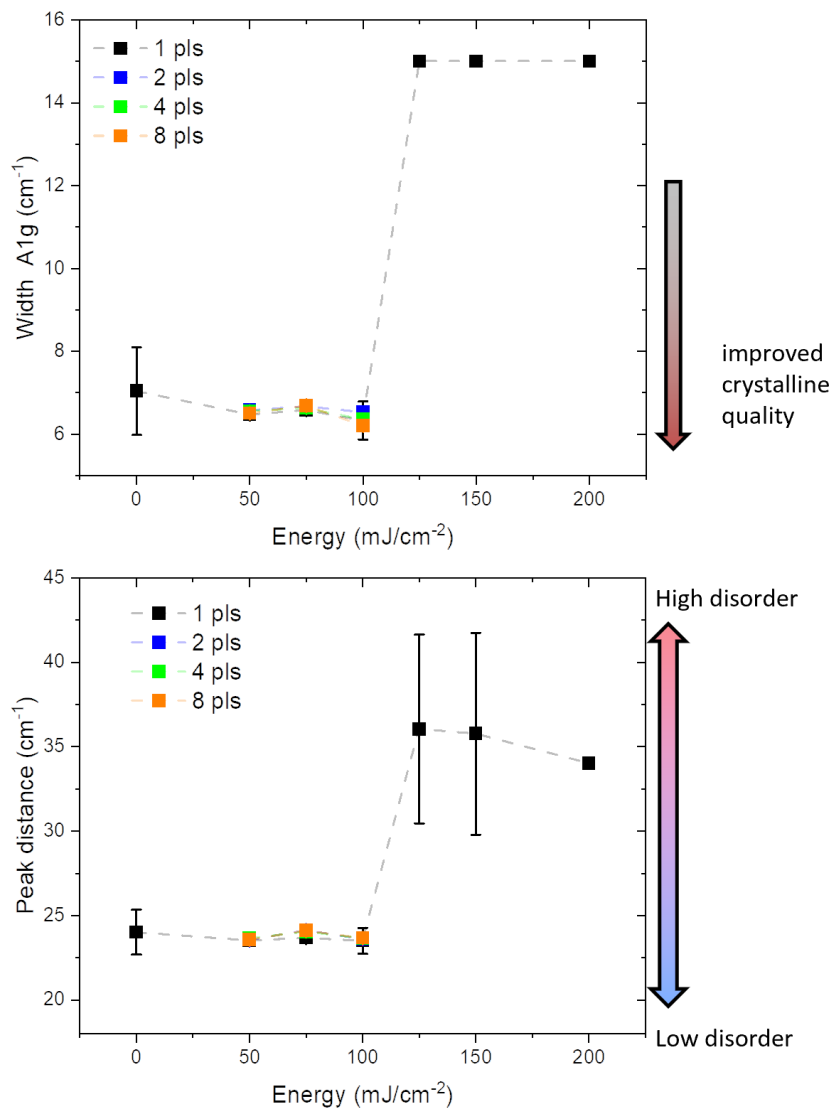 16
14
12
10
8
6
Width A1g (cm⁻¹)
1 pls
2 pls
4 pls
8 pls
0 50 100 150 200
Energy (mJ/cm⁻²)
improved
crystalline
quality
45
40
35
30
25
20
Peak distance (cm⁻¹)
1 pls
2 pls
4 pls
8 pls
0 50 100 150 200
Energy (mJ/cm⁻²)
High disorder
Low disorder